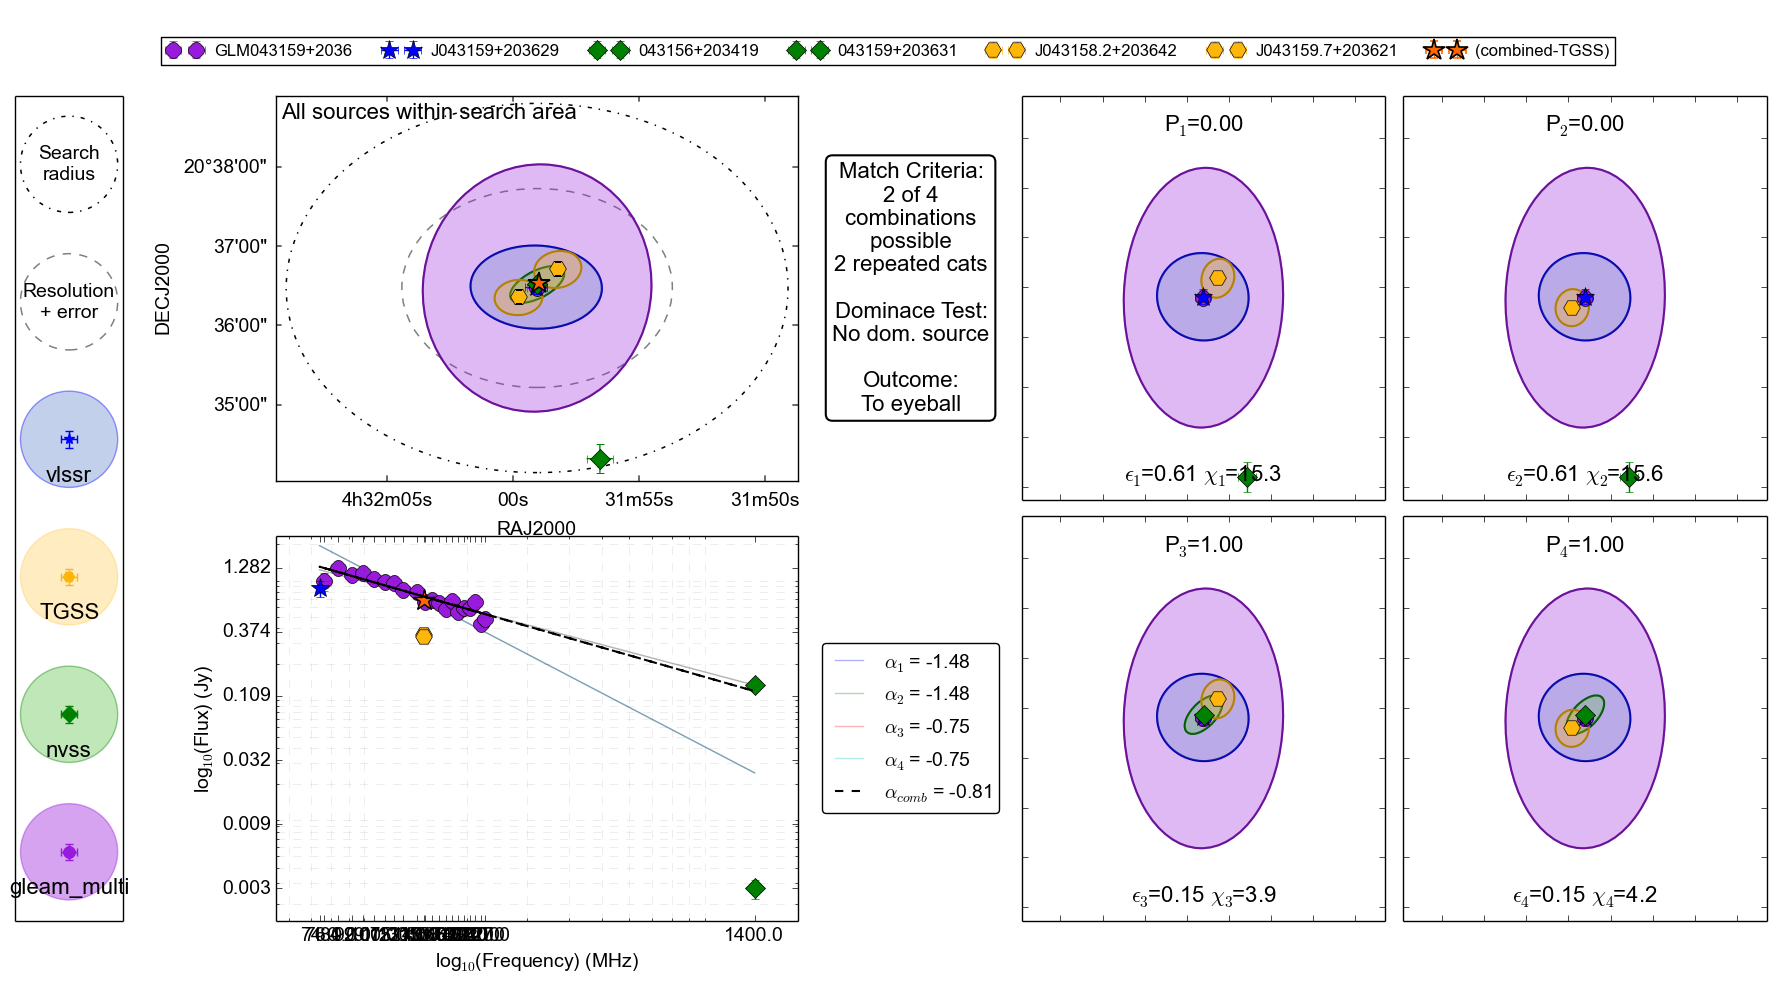 GLM043159+2036 J043159+203629 043156+203419 043159+203631 J043158.2+203642 J043159.7+203621 (combined-TGSS)
Search
radius
Resolution
+ error
vlssr
TGSS
nvss
gleam_multi
All sources within search area
DECJ2000
20°38'00"
37'00"
36'00"
35'00"
4h32m05s 00s 31m55s 31m50s
RAJ2000
Match Criteria:
2 of 4
combinations
possible
2 repeated cats
Dominace Test:
No dom. source
Outcome:
To eyeball
P1=0.00
ϵ1=0.61 χ1=15.3
P2=0.00
ϵ2=0.61 χ2=15.6
log10(Flux) (Jy)
1.282
0.374
0.109
0.032
0.009
0.003
1400.0
log10(Frequency) (MHz)
α1 = -1.48
α2 = -1.48
α3 = -0.75
α4 = -0.75
αcomb = -0.81
P3=1.00
ϵ3=0.15 χ3=3.9
P4=1.00
ϵ4=0.15 χ4=4.2